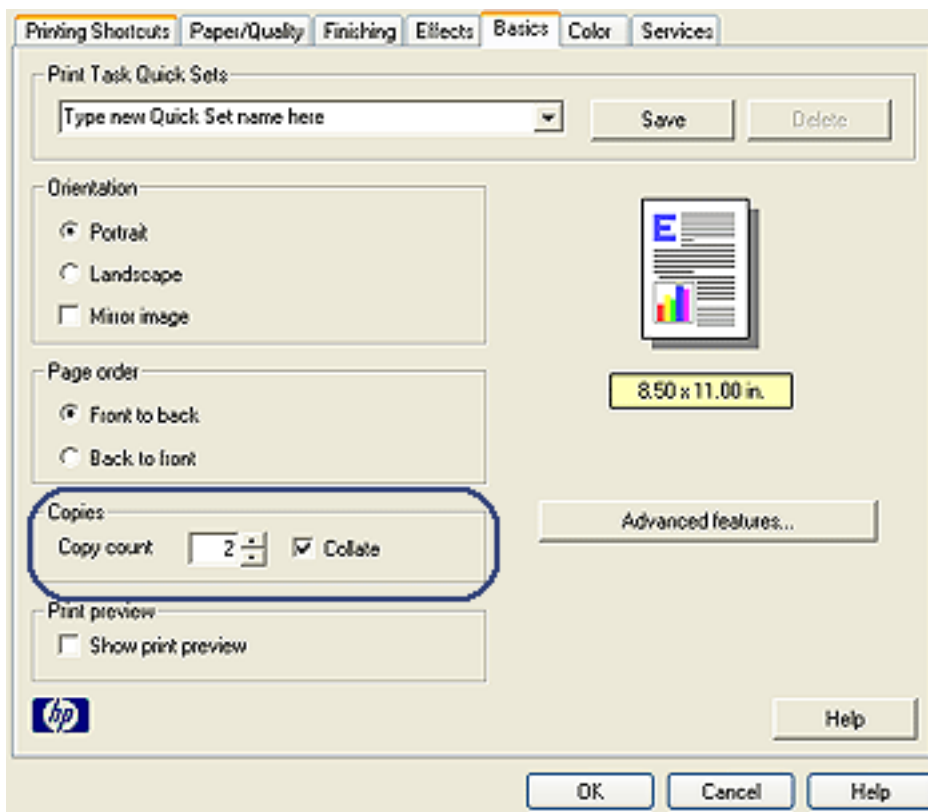 Printing Shortcuts Paper/Quality Finishing Effects Basics Color Services
Print Task Quick Sets
Type new Quick Set name here Save Delete
Orientation
Portrait
Landscape
Mirror image
E
8.50 x 11.00 in.
Page order
Front to back
Back to front
Copies
Copy count 2 Collate
Advanced features...
Print preview
Show print preview
hp
Help
OK Cancel Help